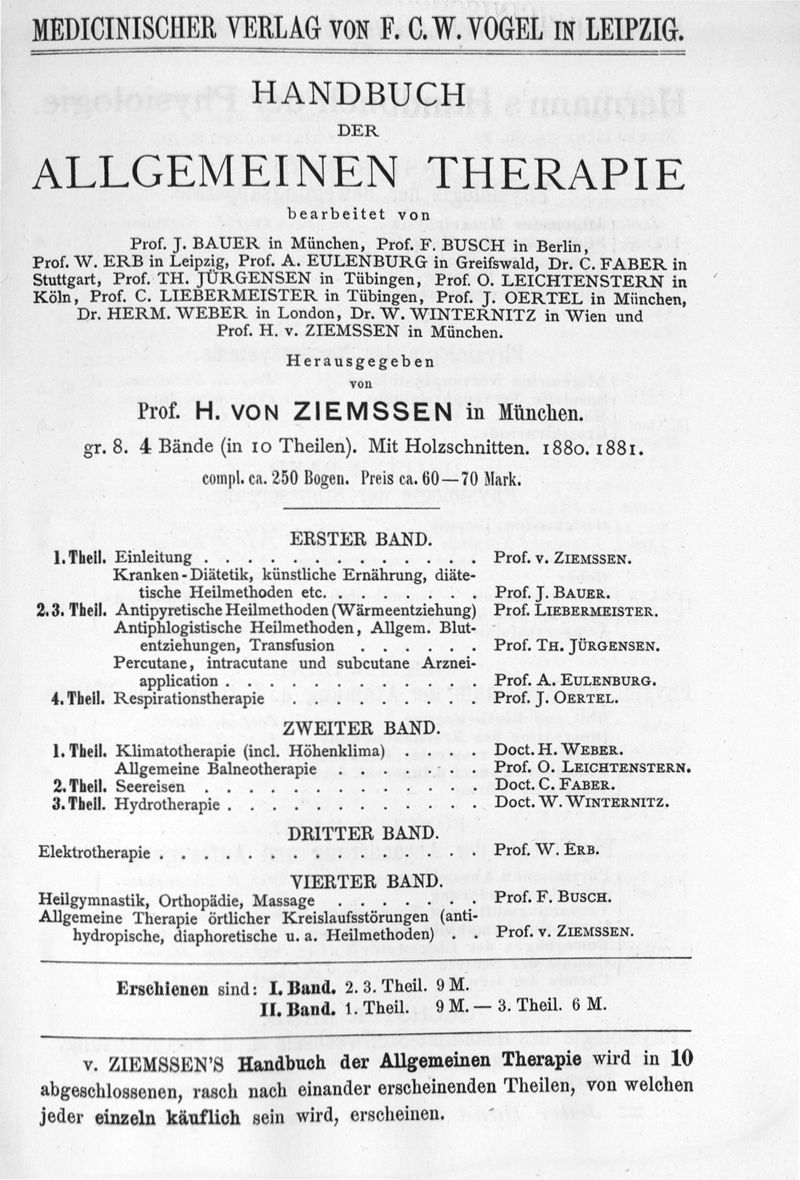 MEDICINISCHER VERLAG VON F. C. W. VOGEL IN LEIPZIG.
HANDBUCH
DER
ALLGEMEINEN THERAPIE
bearbeitet von
Prof. J. BAUER in München, Prof. F. BUSCH in Berlin,
Prof. W. ERB in Leipzig, Prof. A. EULENBURG in Greifswald, Dr. C. FABER in
Stuttgart, Prof. TH. JÜRGENSEN in Tübingen, Prof. O. LEICHTENSTERN in
Köln, Prof. C. LIEBERMEISTER in Tübingen, Prof. J. OERTEL in München,
Dr. HERM. WEBER in London, Dr. W. WINTERNITZ in Wien und
Prof. H. v. ZIEMSSEN in München.
Herausgegeben
von
Prof. H. VON ZIEMSSEN in München.
gr. 8. 4 Bände (in 10 Theilen). Mit Holzschnitten. 1880. 1881.
compl. ca. 250 Bogen. Preis ca. 60—70 Mark.
ERSTER BAND.
1. Theil. Einleitung . . . . . . . . . . . . . Prof. v. ZIEMSSEN.
Kranken-Diätetik, künstliche Ernährung, diäte-
tische Heilmethoden etc. . . . . . . . Prof. J. BAUER.
2. 3. Theil. Antipyretische Heilmethoden (Wärmeentziehung) Prof. LIEBERMEISTER.
Antiphlogistische Heilmethoden, Allgem. Blut-
entziehungen, Transfusion . . . . . . Prof. TH. JÜRGENSEN.
Percutane, intracutane und subcutane Arznei-
application . . . . . . . . . . . . Prof. A. EULENBURG.
4. Theil. Respirationstherapie . . . . . . . . . Prof. J. OERTEL.
ZWEITER BAND.
1. Theil. Klimatotherapie (incl. Höhenklima) . . . . Doct. H. WEBER.
Allgemeine Balneotherapie . . . . . . . Prof. O. LEICHTENSTERN.
2. Theil. Seereisen . . . . . . . . . . . . . Doct. C. FABER.
3. Theil. Hydrotherapie . . . . . . . . . . . . Doct. W. WINTERNITZ.
DRITTER BAND.
Elektrotherapie . . . . . . . . . . . . . . . Prof. W. ERB.
VIERTER BAND.
Heilgymnastik, Orthopädie, Massage . . . . . . . Prof. F. BUSCH.
Allgemeine Therapie örtlicher Kreislaufsstörungen (anti-
hydropische, diaphoretische u. a. Heilmethoden) . . Prof. v. ZIEMSSEN.
Erschienen sind: I. Band. 2. 3. Theil. 9 M.
II. Band. 1. Theil. 9 M. — 3. Theil. 6 M.
v. ZIEMSSEN'S Handbuch der Allgemeinen Therapie wird in 10
abgeschlossenen, rasch nach einander erscheinenden Theilen, von welchen
jeder einzeln käuflich sein wird, erscheinen.